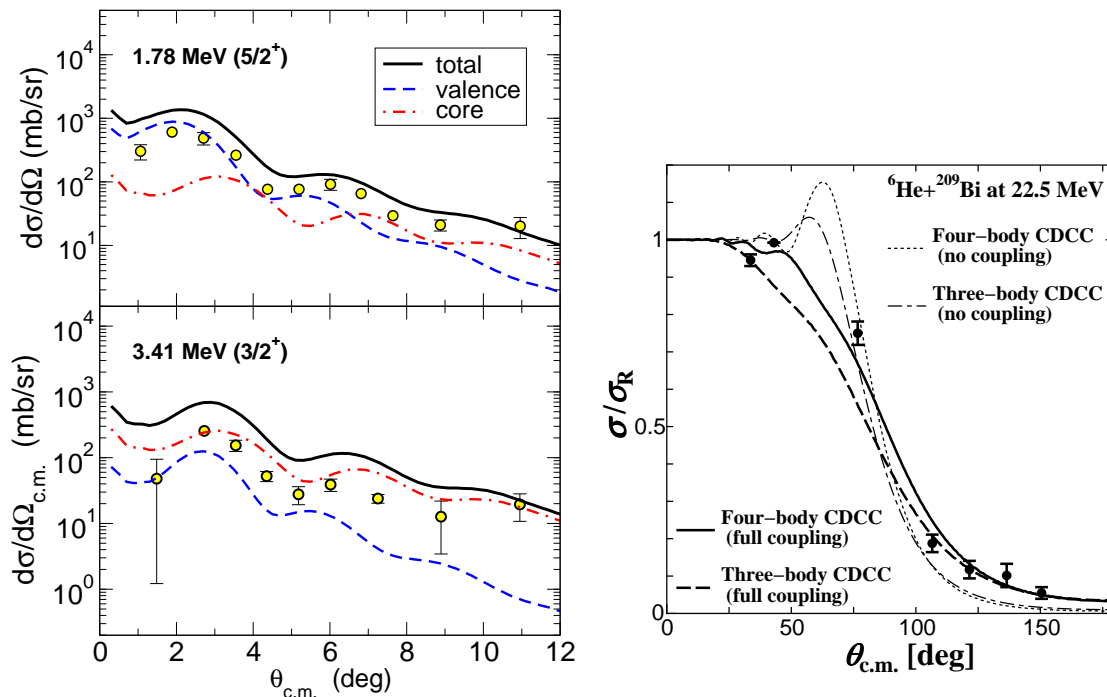 1.78 MeV (5/2+)
total
valence
core
dσ/dΩ (mb/sr)
10^4
10^3
10^2
10^1
3.41 MeV (3/2+)
dσ/dΩc.m. (mb/sr)
10^4
10^3
10^2
10^1
10^0
0 2 4 6 8 10 12
θc.m. (deg)
6He+209Bi at 22.5 MeV
Four-body CDCC
(no coupling)
Three-body CDCC
(no coupling)
Four-body CDCC
(full coupling)
Three-body CDCC
(full coupling)
σ/σR
1
0.5
0
0 50 100 150
θc.m. [deg]